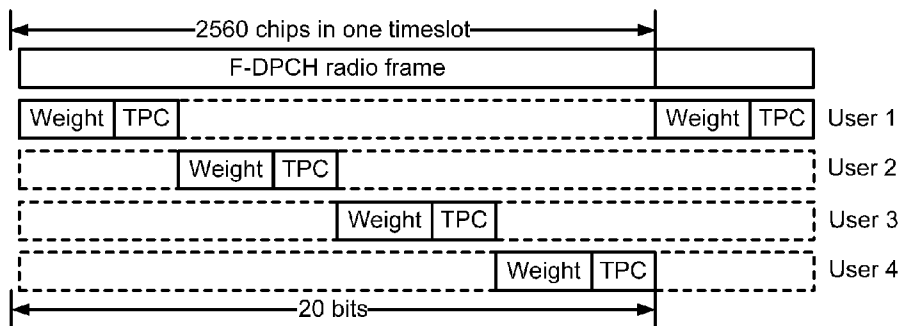 2560 chips in one timeslot
F-DPCH radio frame
Weight TPC Weight TPC User 1
Weight TPC User 2
Weight TPC User 3
Weight TPC User 4
20 bits